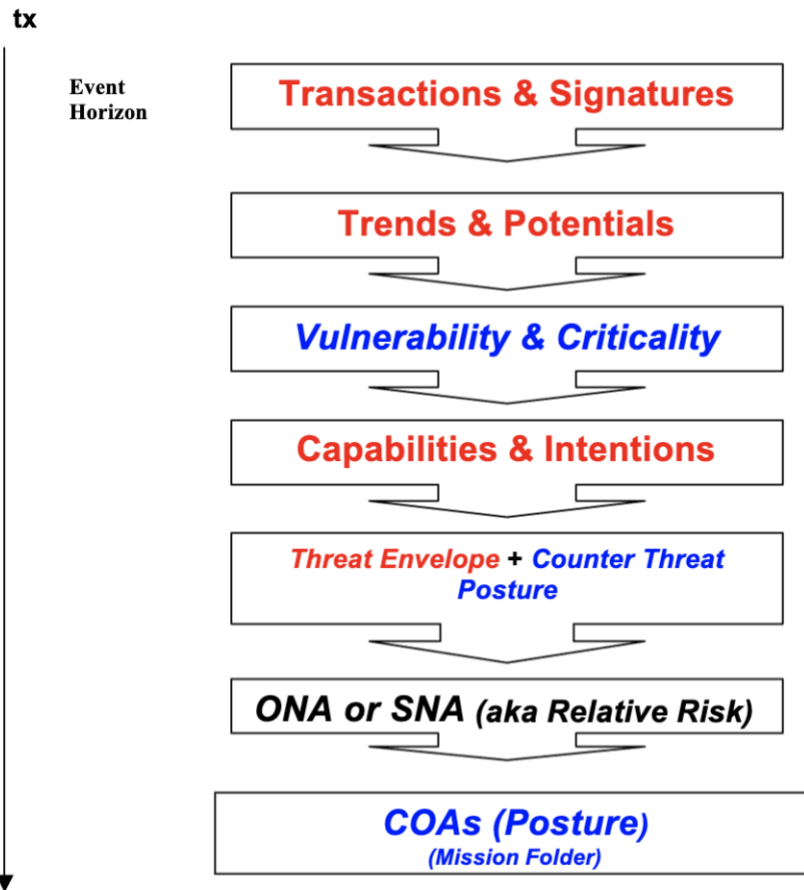 tx
Event
Horizon
Transactions & Signatures
Trends & Potentials
Vulnerability & Criticality
Capabilities & Intentions
Threat Envelope + Counter Threat
Posture
ONA or SNA (aka Relative Risk)
COAs (Posture)
(Mission Folder)